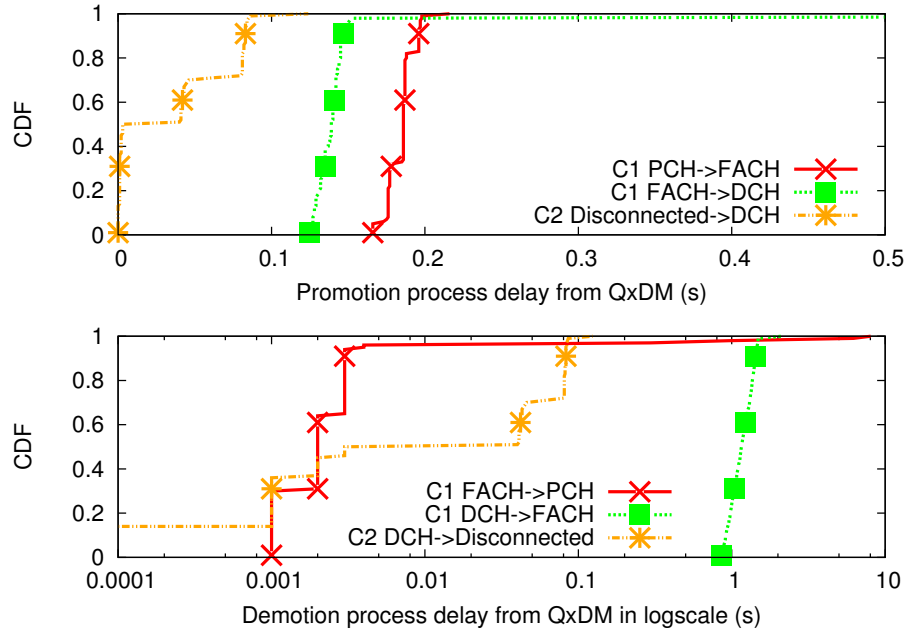 1
0.8
0.6
0.4
0.2
0
CDF
C1 PCH->FACH
C1 FACH->DCH
C2 Disconnected->DCH
0 0.1 0.2 0.3 0.4 0.5
Promotion process delay from QxDM (s)
1
0.8
0.6
0.4
0.2
0
CDF
C1 FACH->PCH
C1 DCH->FACH
C2 DCH->Disconnected
0.0001 0.001 0.01 0.1 1 10
Demotion process delay from QxDM in logscale (s)